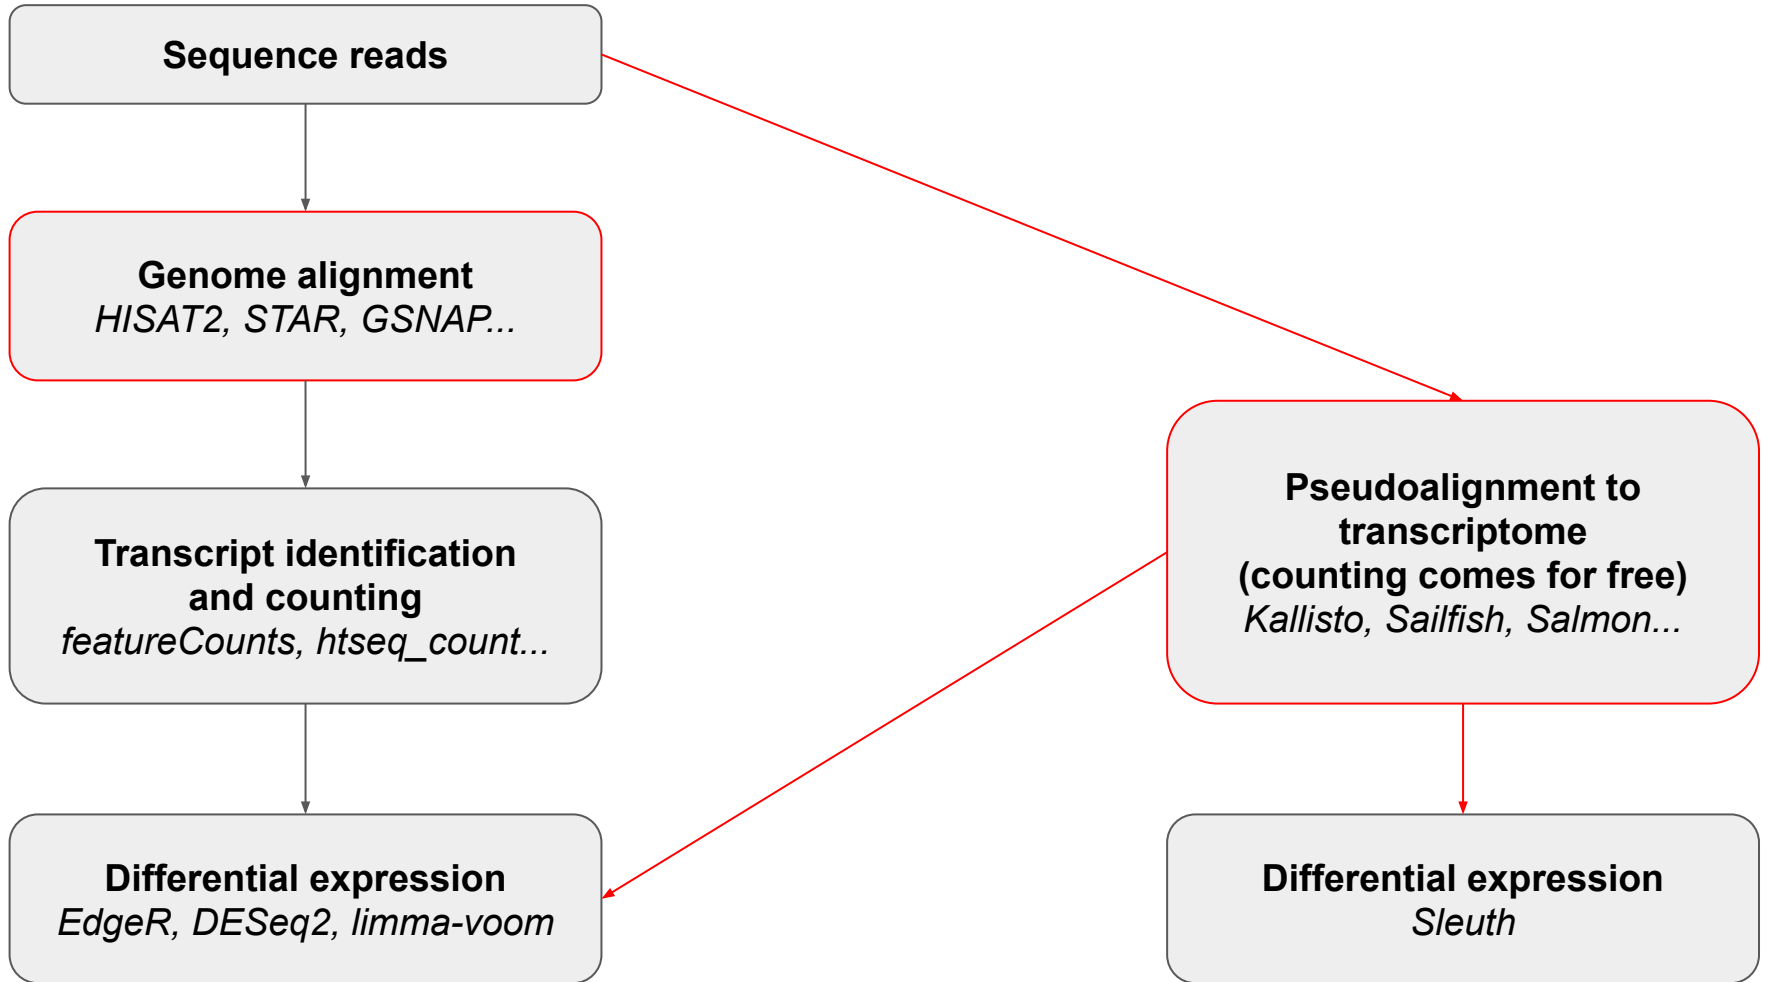 Sequence reads
Genome alignment
HISAT2, STAR, GSNAP...
Transcript identification
and counting
featureCounts, htseq_count...
Differential expression
EdgeR, DESeq2, limma-voom
Pseudoalignment to
transcriptome
(counting comes for free)
Kallisto, Sailfish, Salmon...
Differential expression
Sleuth